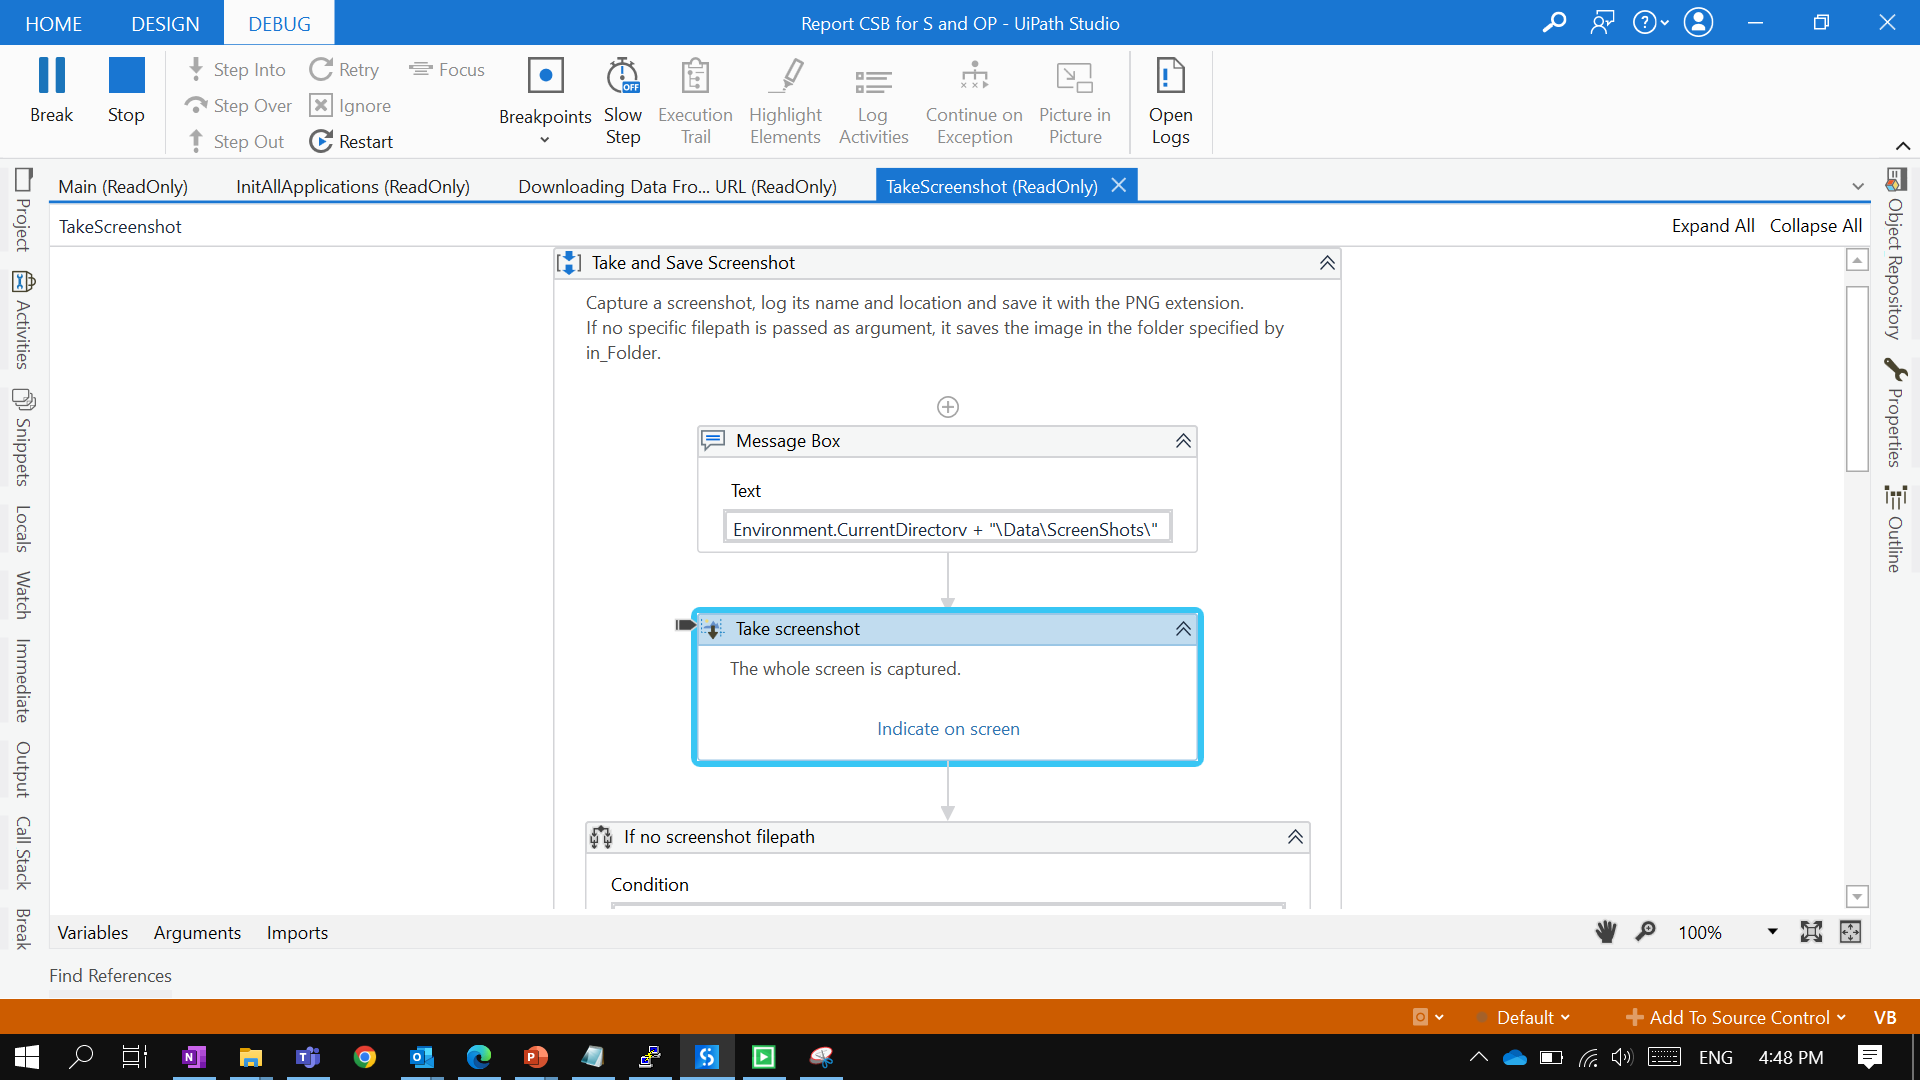 HOME DESIGN DEBUG Report CSB for S and OP - UiPath Studio
Break
Stop
Step Into
Step Over
Step Out
Retry
Ignore
Restart
Focus
Breakpoints
Slow Step
Execution Trail
Highlight Elements
Log Activities
Continue on Exception
Picture in Picture
Open Logs
Main (ReadOnly) InitAllApplications (ReadOnly) Downloading Data Fro... URL (ReadOnly) TakeScreenshot (ReadOnly)
TakeScreenshot Expand All Collapse All
Project
Activities
Snippets
Locals
Watch
Immediate
Output
Call Stack
Break
Take and Save Screenshot
Capture a screenshot, log its name and location and save it with the PNG extension.
If no specific filepath is passed as argument, it saves the image in the folder specified by
in_Folder.
Message Box
Text
Environment.CurrentDirectory + "\Data\ScreenShots\"
Take screenshot
The whole screen is captured.
Indicate on screen
If no screenshot filepath
Condition
Object Repository
Properties
Outline
Variables Arguments Imports 100%
Find References
Default Add To Source Control VB
OFF
ENG 4:48 PM